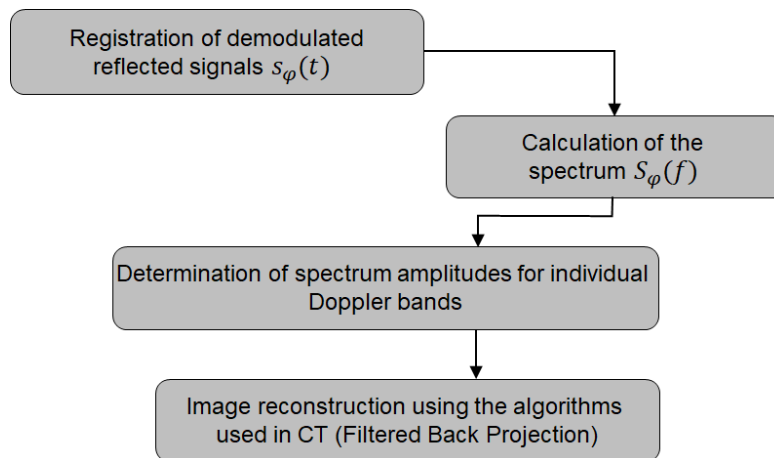 Registration of demodulated
reflected signals s𝜑(t)
Calculation of the
spectrum S𝜑(f)
Determination of spectrum amplitudes for individual
Doppler bands
Image reconstruction using the algorithms
used in CT (Filtered Back Projection)